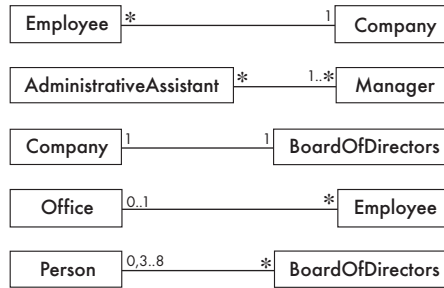 Employee * 1 Company
AdministrativeAssistant * 1..* Manager
Company 1 1 BoardOfDirectors
Office 0..1 * Employee
Person 0,3..8 * BoardOfDirectors